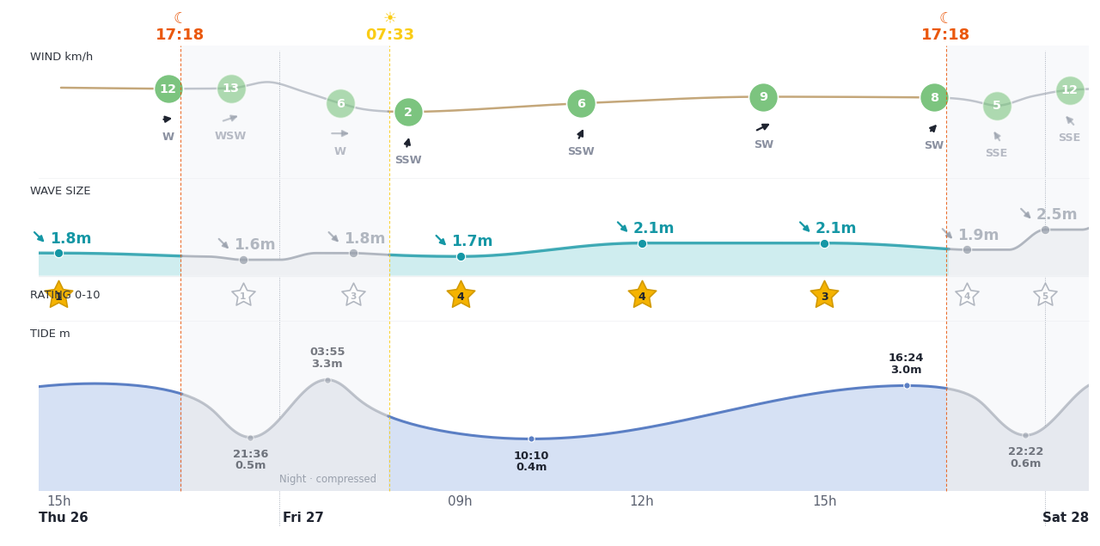 17:18
07:33
17:18
WIND km/h
12
13
6
2
6
9
8
5
12
W
WSW
W
SSW
SSW
SW
SW
SSE
SSE
WAVE SIZE
1.8m
1.6m
1.8m
1.7m
2.1m
2.1m
1.9m
2.5m
RATING 0-10
1
1
3
4
4
3
4
5
TIDE m
03:55
3.3m
16:24
3.0m
21:36
0.5m
10:10
0.4m
22:22
0.6m
Night · compressed
15h
09h
12h
15h
Thu 26
Fri 27
Sat 28